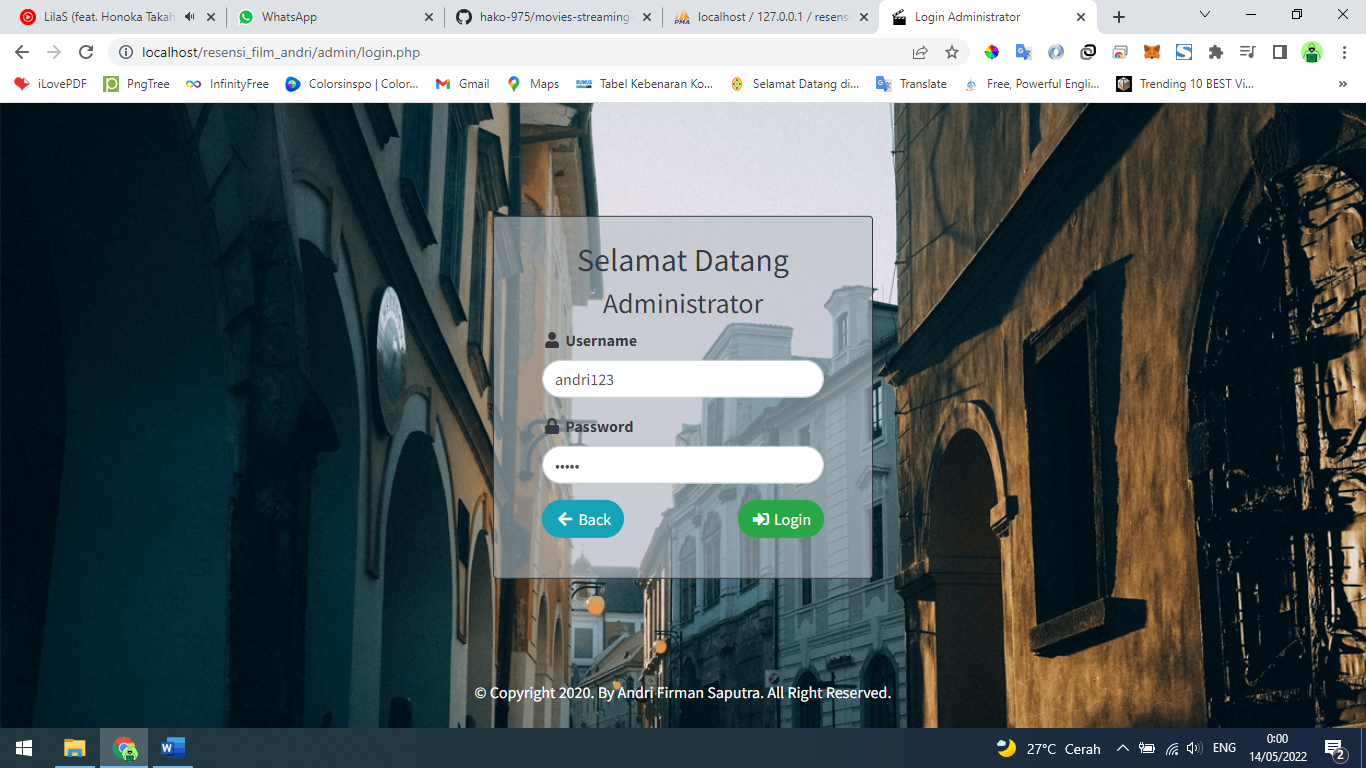 LilaS (feat. Honoka Takah
WhatsApp
hako-975/movies-streaming-
localhost / 127.0.0.1 / resensi
Login Administrator
localhost/resensi_film_andri/admin/login.php
iLovePDF
PngTree
InfinityFree
Colorsinspo | Color...
Gmail
Maps
Tabel Kebenaran Ko...
Selamat Datang di...
Translate
Free, Powerful Engli...
Trending 10 BEST Vi...
Selamat Datang
Administrator
Username
andri123
Password
•••••
Back
Login
© Copyright 2020. By Andri Firman Saputra. All Right Reserved.
27°C Cerah
ENG
0:00
14/05/2022
2